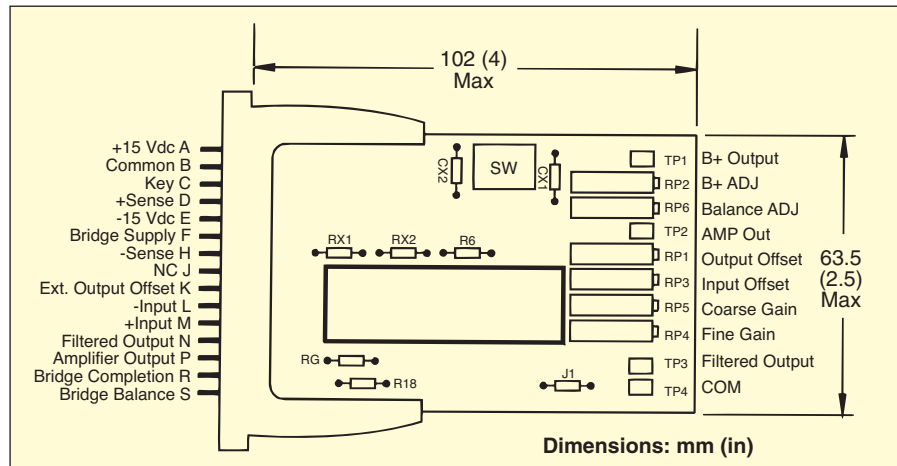 102 (4)
Max
+15 Vdc A
Common B
Key C
+Sense D
-15 Vdc E
Bridge Supply F
-Sense H
NC J
Ext. Output Offset K
-Input L
+Input M
Filtered Output N
Amplifier Output P
Bridge Completion R
Bridge Balance S
CX2
SW
CX1
RX1
RX2
R6
RG
R18
J1
TP1 B+ Output
RP2 B+ ADJ
RP6 Balance ADJ
TP2 AMP Out
RP1 Output Offset
RP3 Input Offset
RP5 Coarse Gain
RP4 Fine Gain
TP3 Filtered Output
TP4 COM
63.5
(2.5)
Max
Dimensions: mm (in)